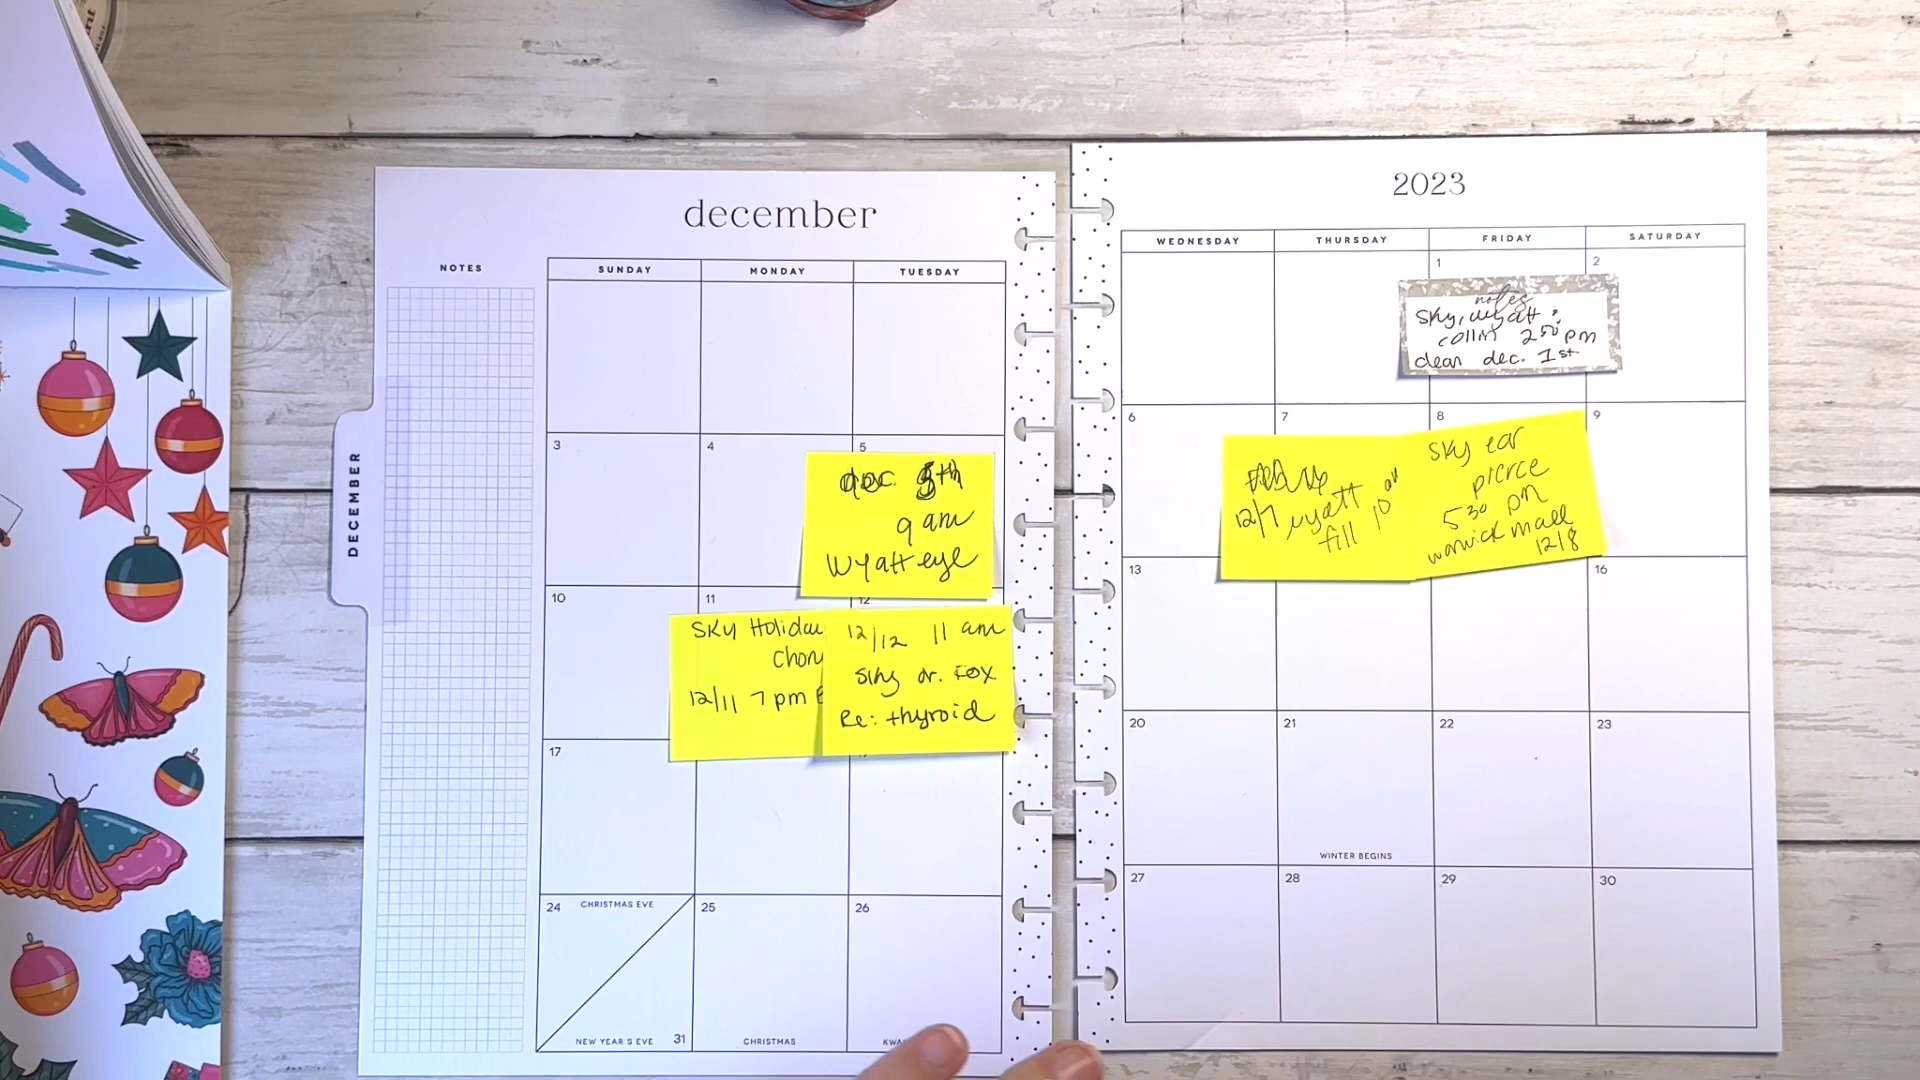 december
2023
NOTES
SUNDAY
MONDAY
TUESDAY
WEDNESDAY
THURSDAY
FRIDAY
SATURDAY
DECEMBER
1
2
notes
Sky, wyatt &
collin 2:50 pm
dec. 1st
3
4
5
dec. 5th
9 am
Wyatt eye
6
7
8
9
12/7 wyatt
fill 10 am
Sky ear
pierce
5 30 pm
warwick mall
12/8
10
11
12
SKY Holiday
12/11 7 pm
12/12 11 am
Sky dr. Fox
Re: thyroid
13
16
17
20
21
22
23
WINTER BEGINS
24
CHRISTMAS EVE
NEW YEAR'S EVE
31
25
CHRISTMAS
26
27
28
29
30